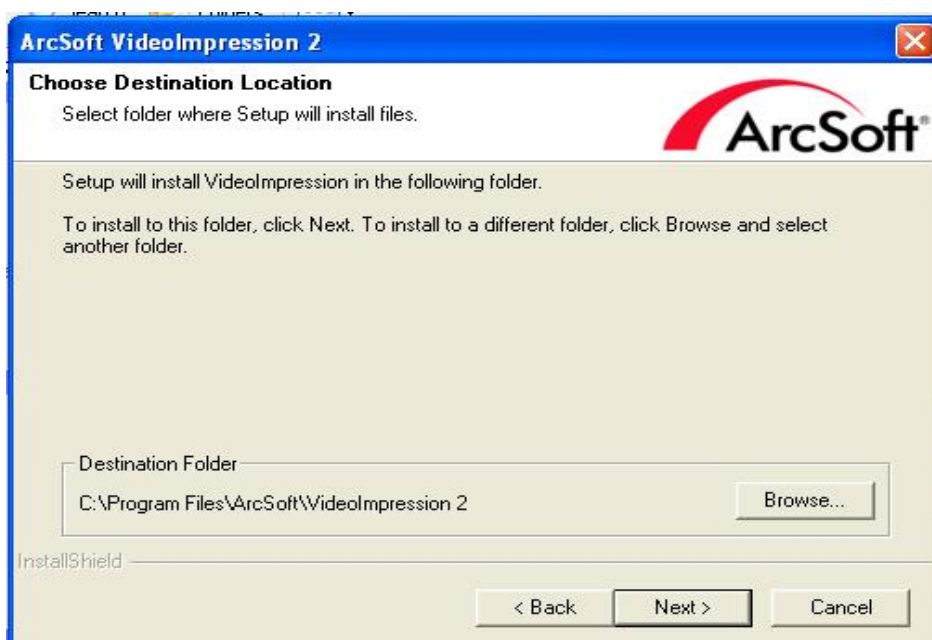 ArcSoft VideoImpression 2
Choose Destination Location
Select folder where Setup will install files.
ArcSoft®
Setup will install VideoImpression in the following folder.
To install to this folder, click Next. To install to a different folder, click Browse and select
another folder.
Destination Folder
C:\Program Files\ArcSoft\VideoImpression 2
Browse...
InstallShield
< Back
Next >
Cancel